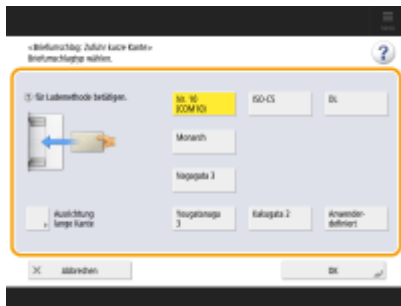 <Briefumschlag: Zufuhr kurze Kante>
Briefumschlagtyp wählen.
?
für Lademethode betätigen.
Nr. 10
(COM10)
ISO-C5
DL
Monarch
Nagagata 3
Ausrichtung
lange Kante
Yougatanaga
3
Kakugata 2
Anwender-
definiert
Abbrechen
OK